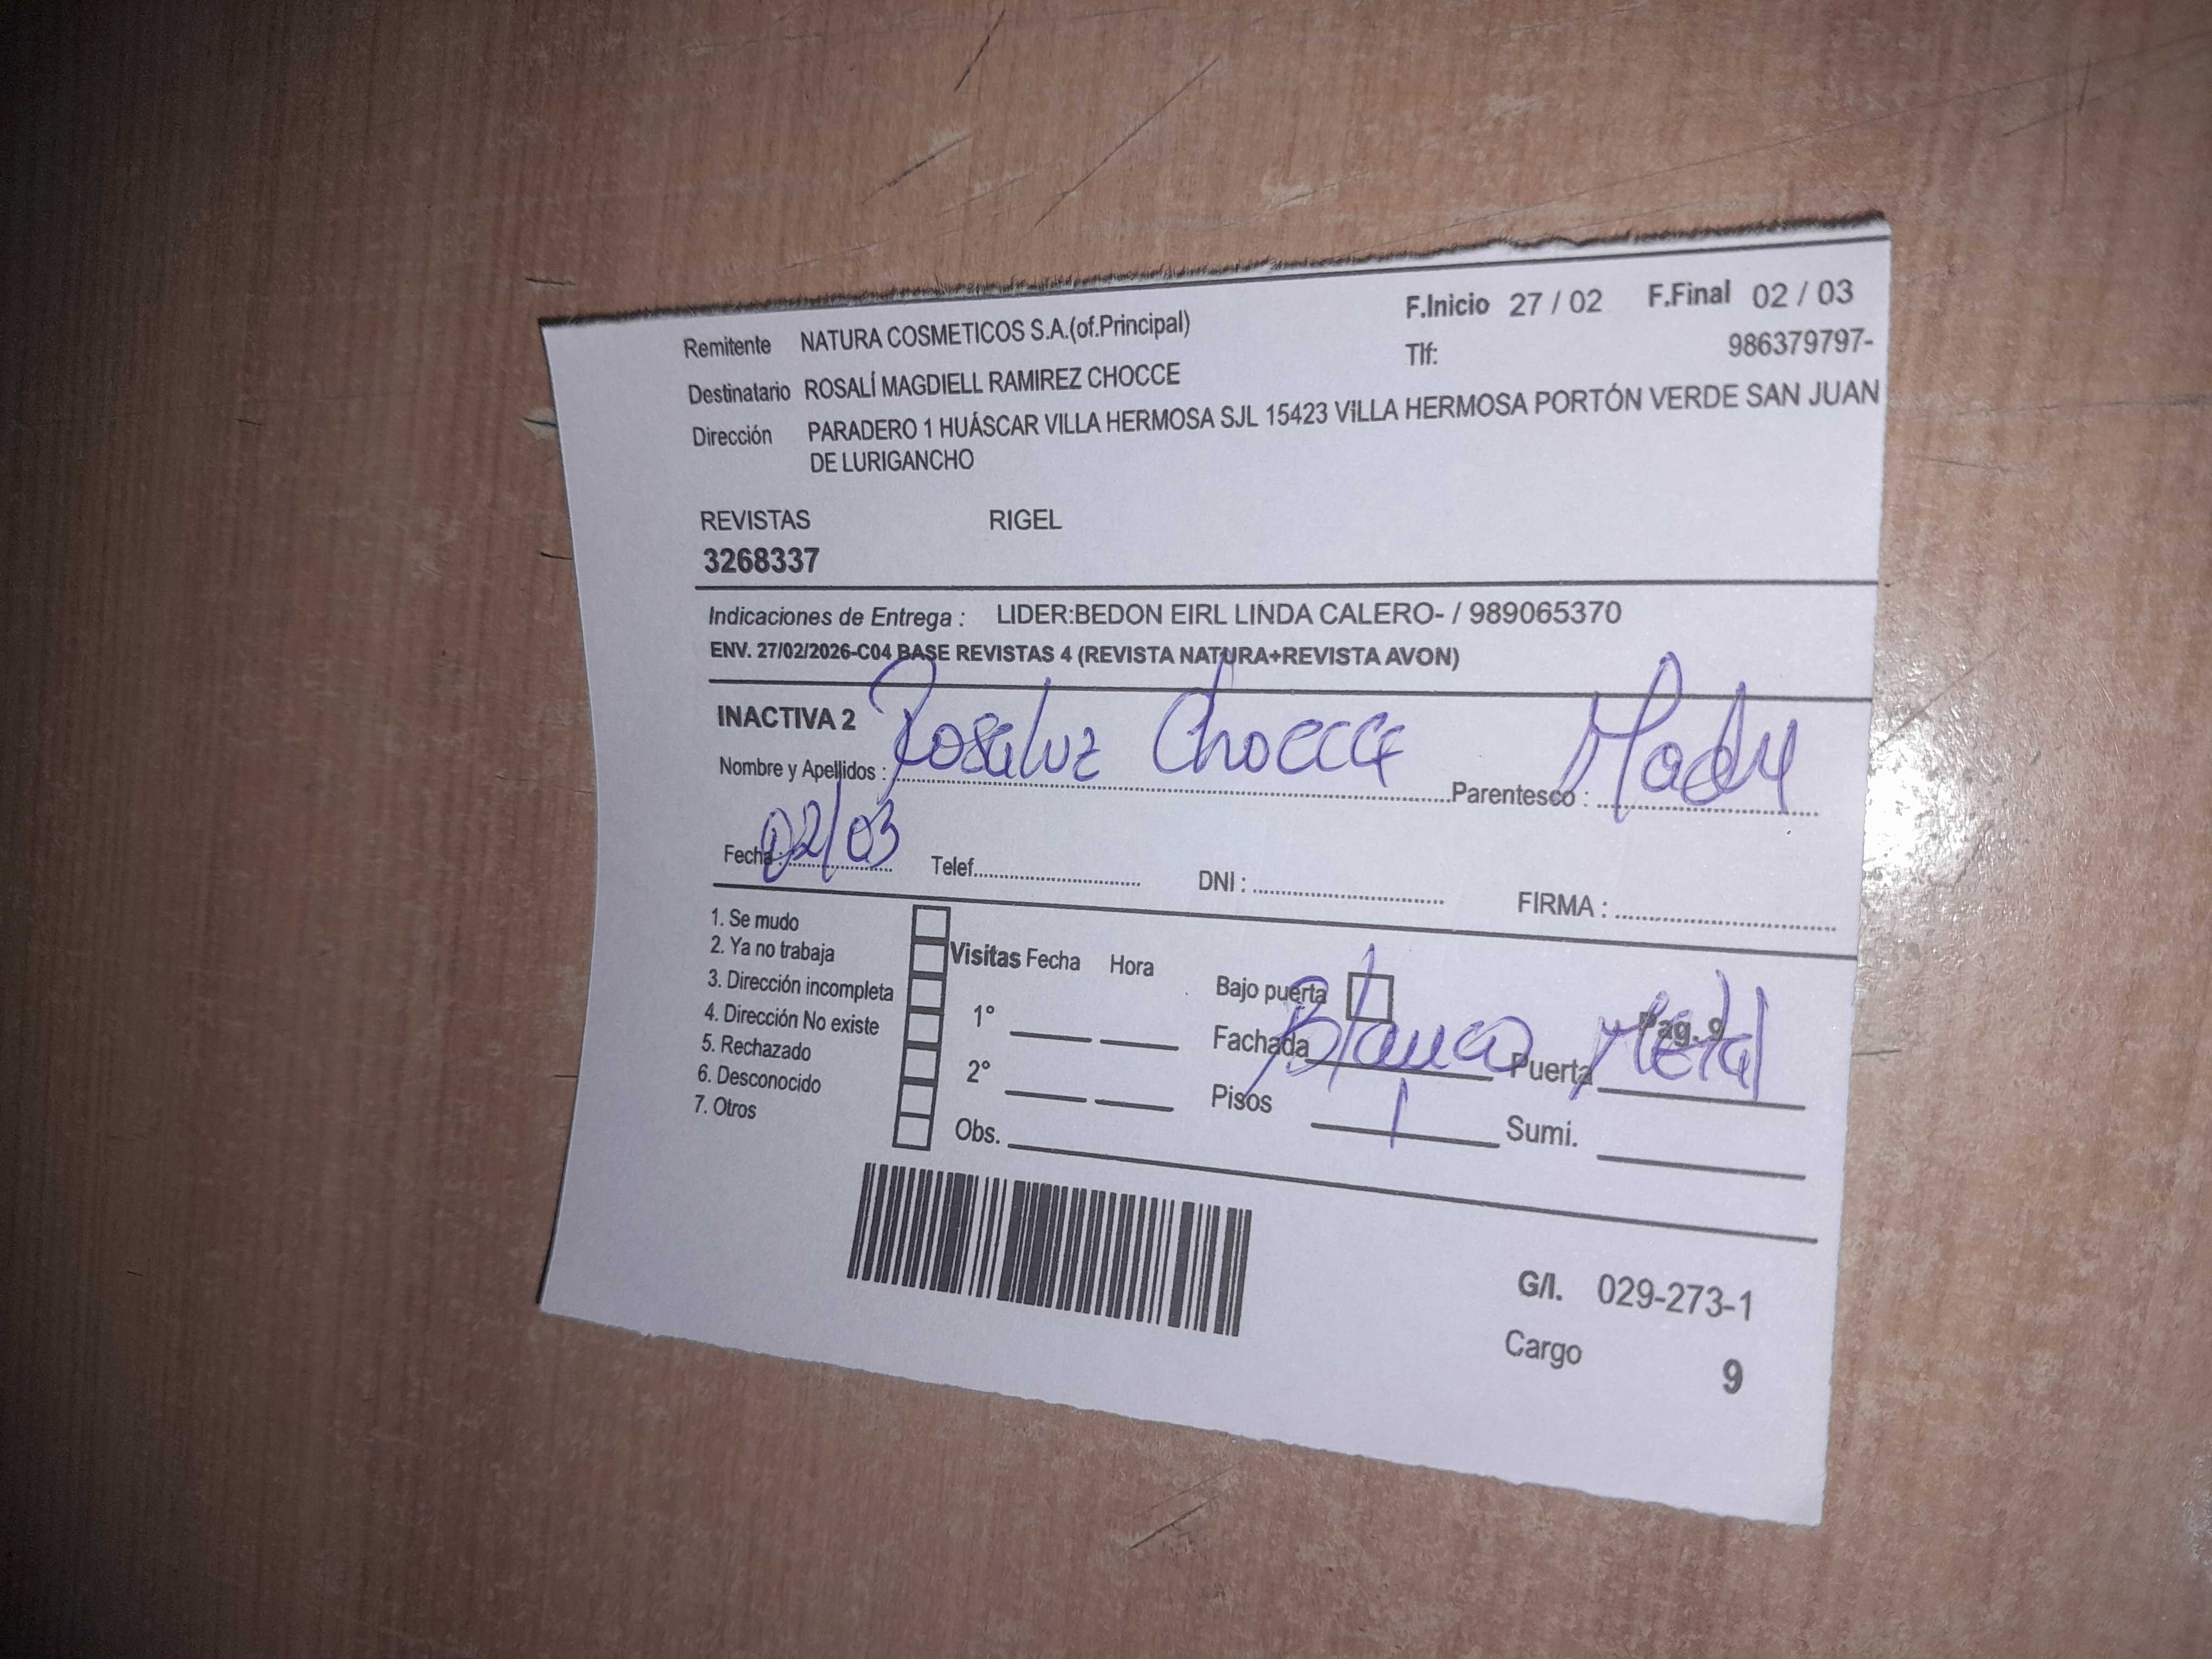 Remitente NATURA COSMETICOS S.A.(of.Principal) F.Inicio 27 / 02 F.Final 02 / 03
Tlf: 986379797-
Destinatario ROSALÍ MAGDIELL RAMIREZ CHOCCE
Dirección PARADERO 1 HUÁSCAR VILLA HERMOSA SJL 15423 VILLA HERMOSA PORTÓN VERDE SAN JUAN
DE LURIGANCHO
REVISTAS RIGEL
3268337
Indicaciones de Entrega : LIDER:BEDON EIRL LINDA CALERO- / 989065370
ENV. 27/02/2026-C04 BASE REVISTAS 4 (REVISTA NATURA+REVISTA AVON)
INACTIVA 2
Nombre y Apellidos : Rosaluz Chocce Parentesco :
Fecha : 02/03 Telef. DNI : FIRMA :
1. Se mudo
2. Ya no trabaja
3. Dirección incompleta
4. Dirección No existe
5. Rechazado
6. Desconocido
7. Otros
Visitas Fecha Hora
1°
2°
Obs.
Bajo puerta
Pag. 9
Fachada Blanco Puerta Metal
Pisos 1 Sumi.
G/I. 029-273-1
Cargo 9